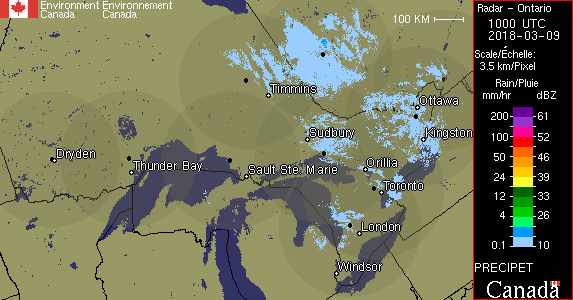 Environment Environnement
Canada Canada
100 KM
Timmins
Ottawa
Sudbury
Kingston
Dryden
Thunder Bay
Sault Ste. Marie
Orillia
Toronto
London
Windsor
Radar - Ontario
1000 UTC
2018-03-09
Scale/Échelle:
3.5 km/Pixel
Rain/Pluie
mm/hr dBZ
200 61
100 56
100 52
50 46
24 39
12 33
4 26
1 20
0.1 10
PRECIPET
Canada